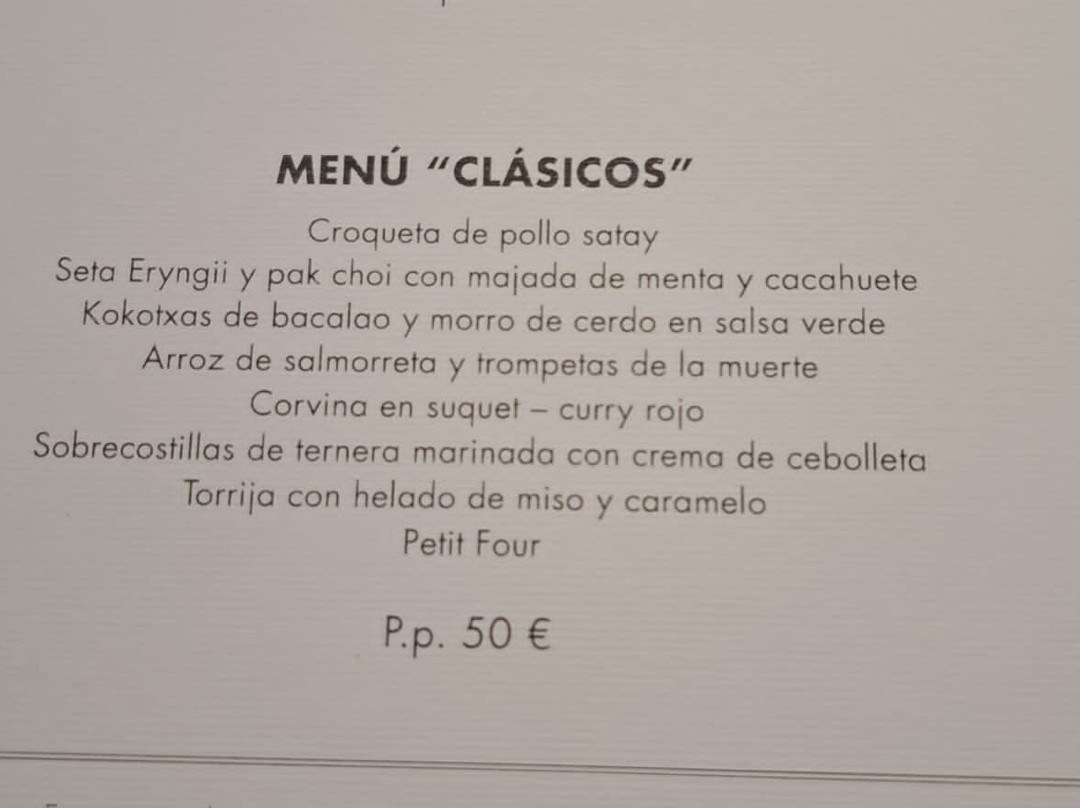 MENÚ “CLÁSICOS”
Croqueta de pollo satay
Seta Eryngii y pak choi con majada de menta y cacahuete
Kokotxas de bacalao y morro de cerdo en salsa verde
Arroz de salmorreta y trompetas de la muerte
Corvina en suquet – curry rojo
Sobrecostillas de ternera marinada con crema de cebolleta
Torrija con helado de miso y caramelo
Petit Four
P.p. 50 €